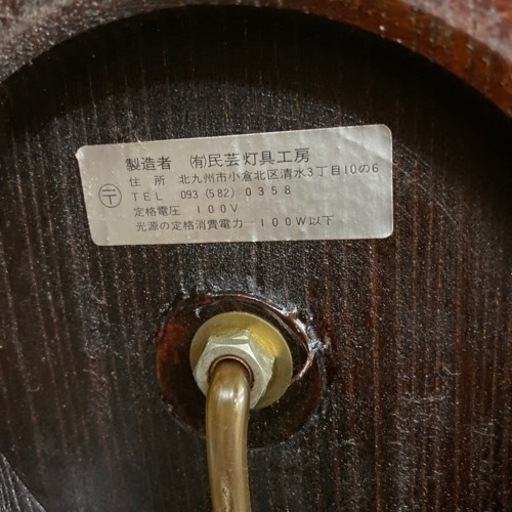 製造者 ㈲民芸灯具工房
住所 北九州市小倉北区清水3丁目10の6
〒 TEL 093(582)0358
定格電圧 100V
光源の定格消費電力-100W以下